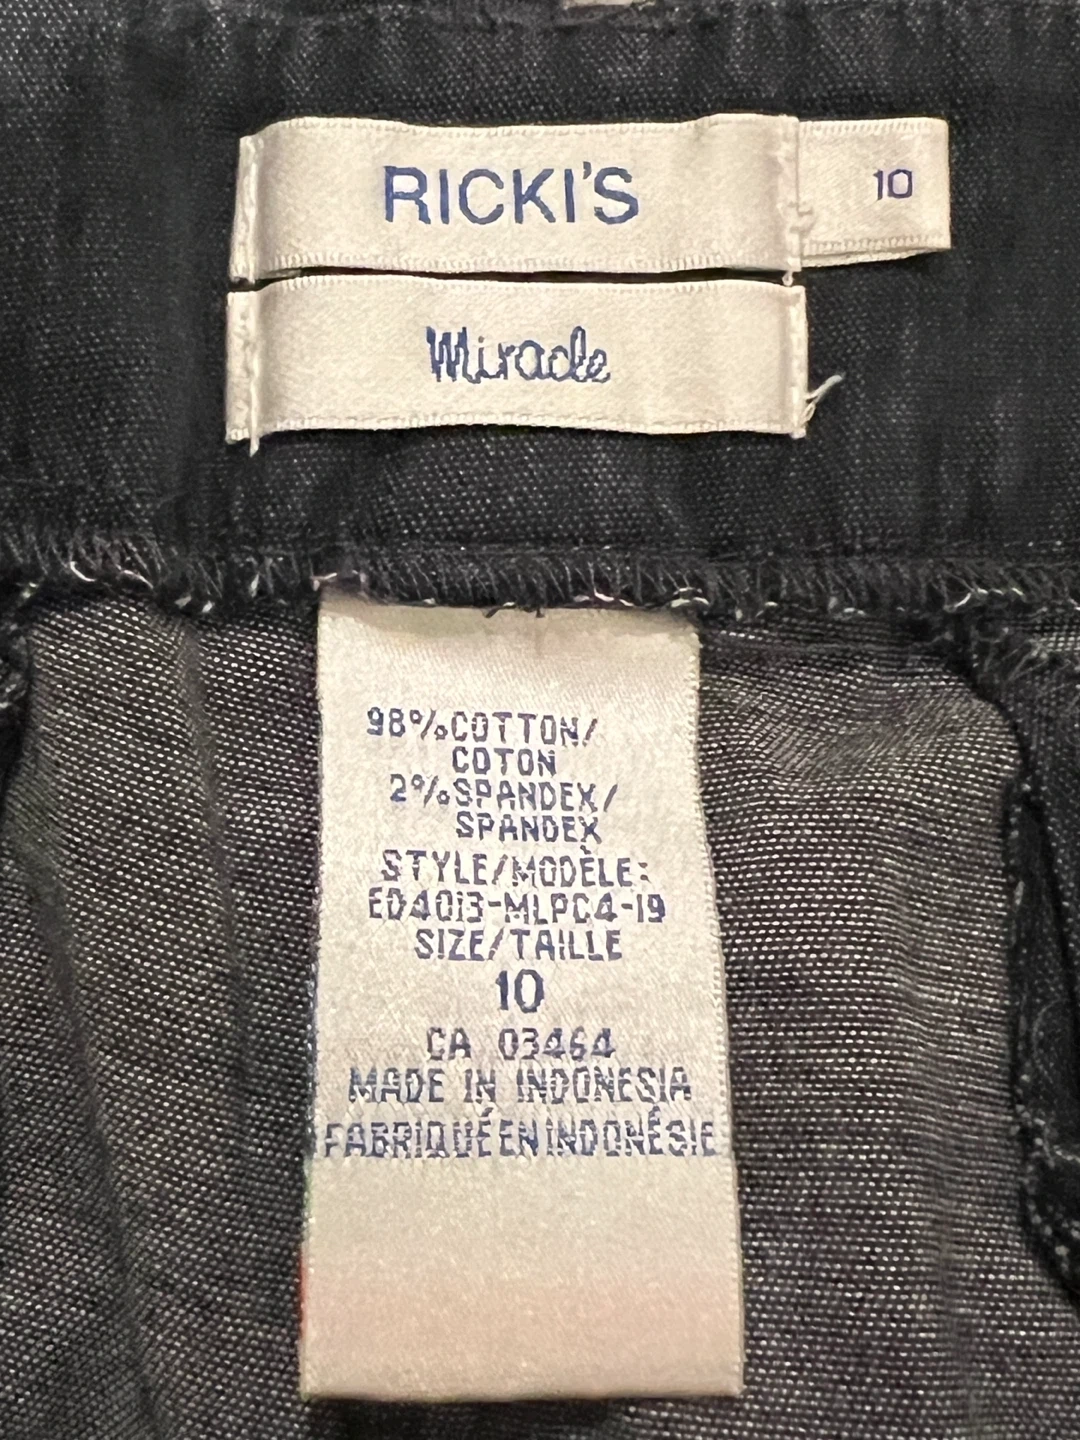 RICKI'S
10
Miracle
98%COTTON/
COTON
2%SPANDEX/
SPANDEX
STYLE/MODÈLE:
ED4013-MLPC4-19
SIZE/TAILLE
10
CA 03464
MADE IN INDONESIA
FABRIQUÉ EN INDONÉSIE